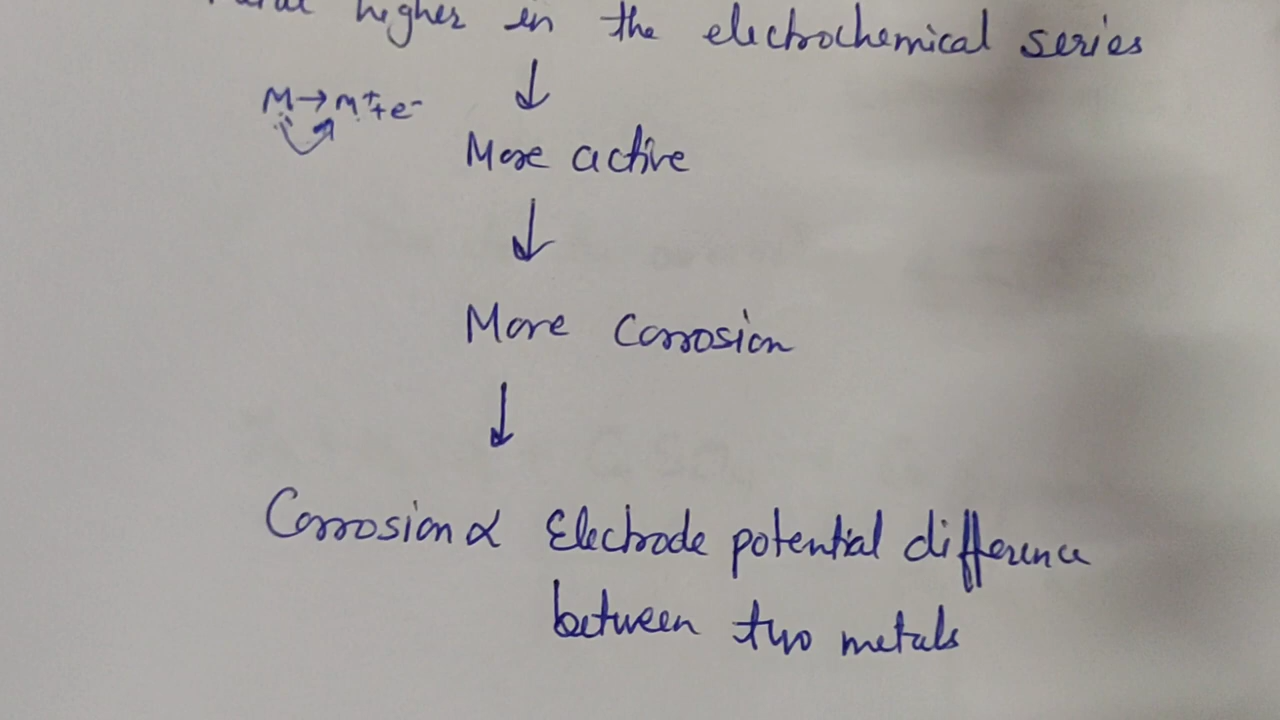 higher in the electrochemical series
↓
M → M⁺ + e⁻
More active
↓
More Corrosion
↓
Corrosion ∝ Electrode potential difference
between two metals